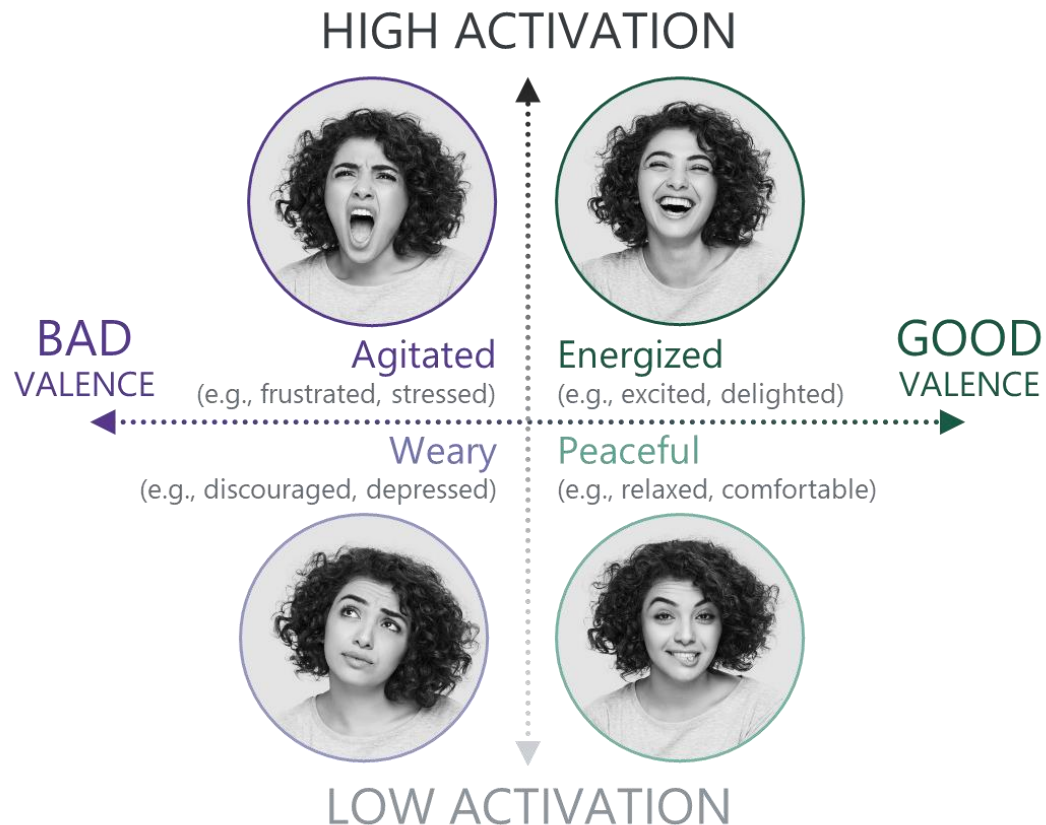 HIGH ACTIVATION
BAD
VALENCE
GOOD
VALENCE
Agitated
(e.g., frustrated, stressed)
Energized
(e.g., excited, delighted)
Weary
(e.g., discouraged, depressed)
Peaceful
(e.g., relaxed, comfortable)
LOW ACTIVATION